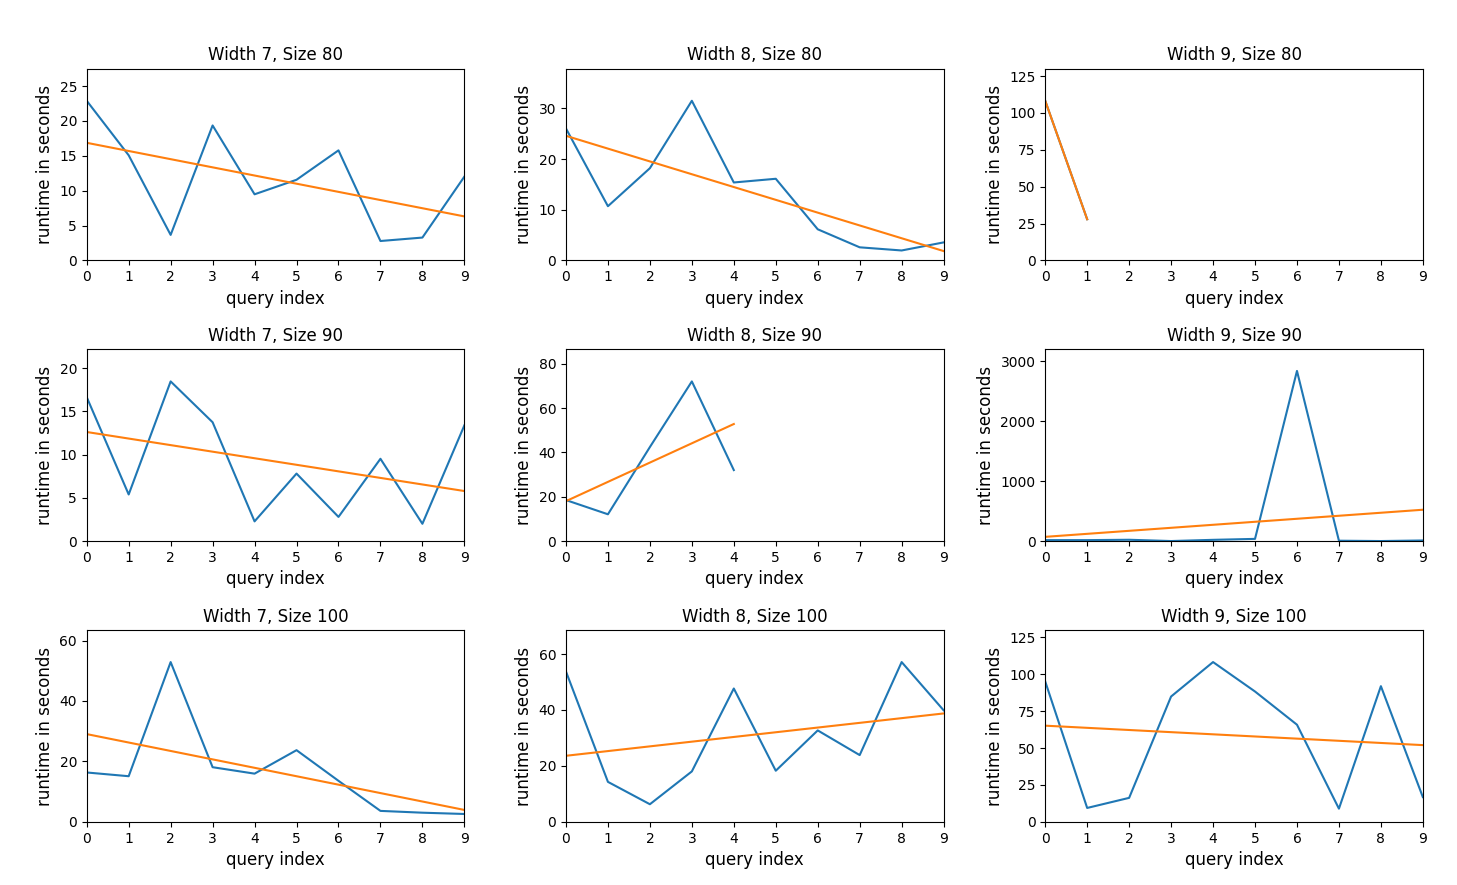 Width 7, Size 80
runtime in seconds
25
20
15
10
5
0
0 1 2 3 4 5 6 7 8 9
query index
Width 8, Size 80
runtime in seconds
30
20
10
0
0 1 2 3 4 5 6 7 8 9
query index
Width 9, Size 80
runtime in seconds
125
100
75
50
25
0
0 1 2 3 4 5 6 7 8 9
query index
Width 7, Size 90
runtime in seconds
20
15
10
5
0
0 1 2 3 4 5 6 7 8 9
query index
Width 8, Size 90
runtime in seconds
80
60
40
20
0
0 1 2 3 4 5 6 7 8 9
query index
Width 9, Size 90
runtime in seconds
3000
2000
1000
0
0 1 2 3 4 5 6 7 8 9
query index
Width 7, Size 100
runtime in seconds
60
40
20
0
0 1 2 3 4 5 6 7 8 9
query index
Width 8, Size 100
runtime in seconds
60
40
20
0
0 1 2 3 4 5 6 7 8 9
query index
Width 9, Size 100
runtime in seconds
125
100
75
50
25
0
0 1 2 3 4 5 6 7 8 9
query index